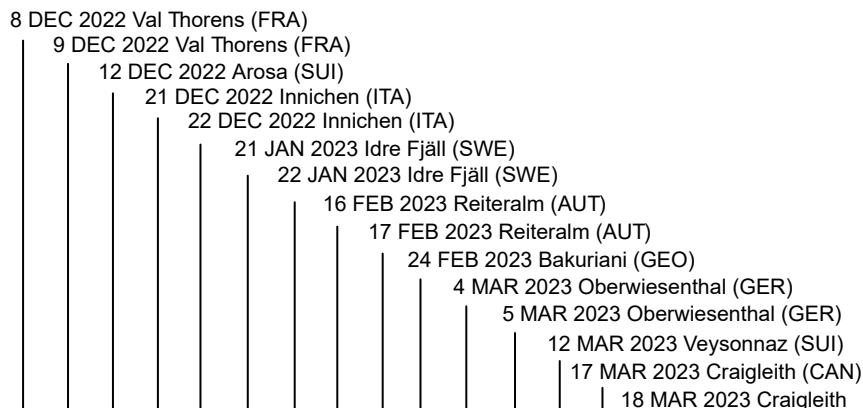 8 DEC 2022 Val Thorens (FRA)
9 DEC 2022 Val Thorens (FRA)
12 DEC 2022 Arosa (SUI)
21 DEC 2022 Innichen (ITA)
22 DEC 2022 Innichen (ITA)
21 JAN 2023 Idre Fjäll (SWE)
22 JAN 2023 Idre Fjäll (SWE)
16 FEB 2023 Reiteralm (AUT)
17 FEB 2023 Reiteralm (AUT)
24 FEB 2023 Bakuriani (GEO)
4 MAR 2023 Oberwiesenthal (GER)
5 MAR 2023 Oberwiesenthal (GER)
12 MAR 2023 Veysonnaz (SUI)
17 MAR 2023 Craigleith (CAN)
18 MAR 2023 Craigleith